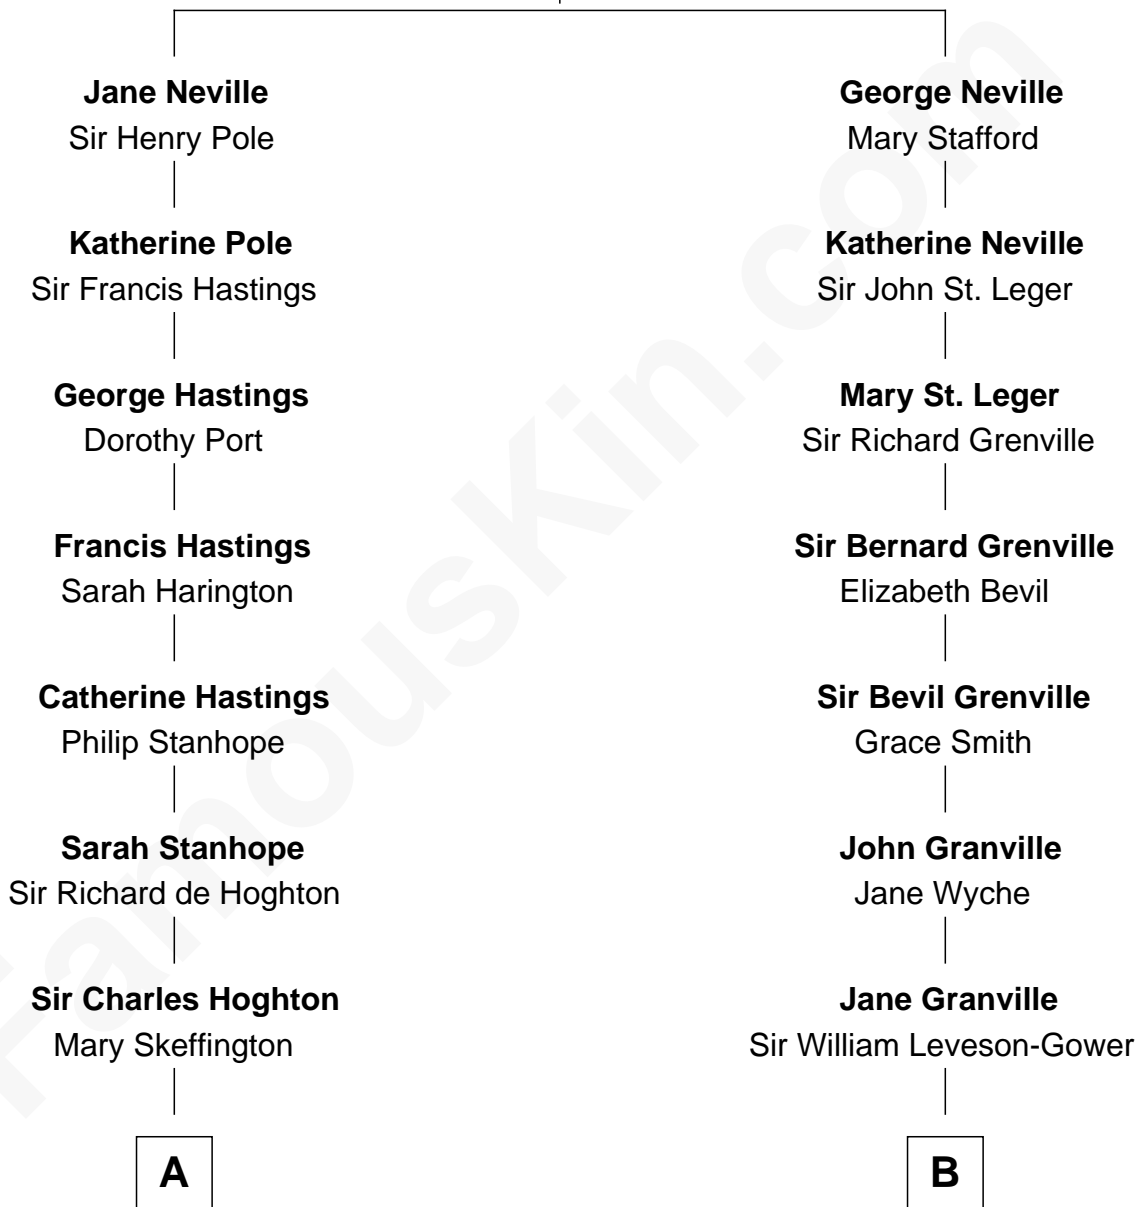 Jane Neville
Sir Henry Pole
Katherine Pole
Sir Francis Hastings
George Hastings
Dorothy Port
Francis Hastings
Sarah Harington
Catherine Hastings
Philip Stanhope
Sarah Stanhope
Sir Richard de Hoghton
Sir Charles Hoghton
Mary Skeffington
A
George Neville
Mary Stafford
Katherine Neville
Sir John St. Leger
Mary St. Leger
Sir Richard Grenville
Sir Bernard Grenville
Elizabeth Bevil
Sir Bevil Grenville
Grace Smith
John Granville
Jane Wyche
Jane Granville
Sir William Leveson-Gower
B
FamousKin.com